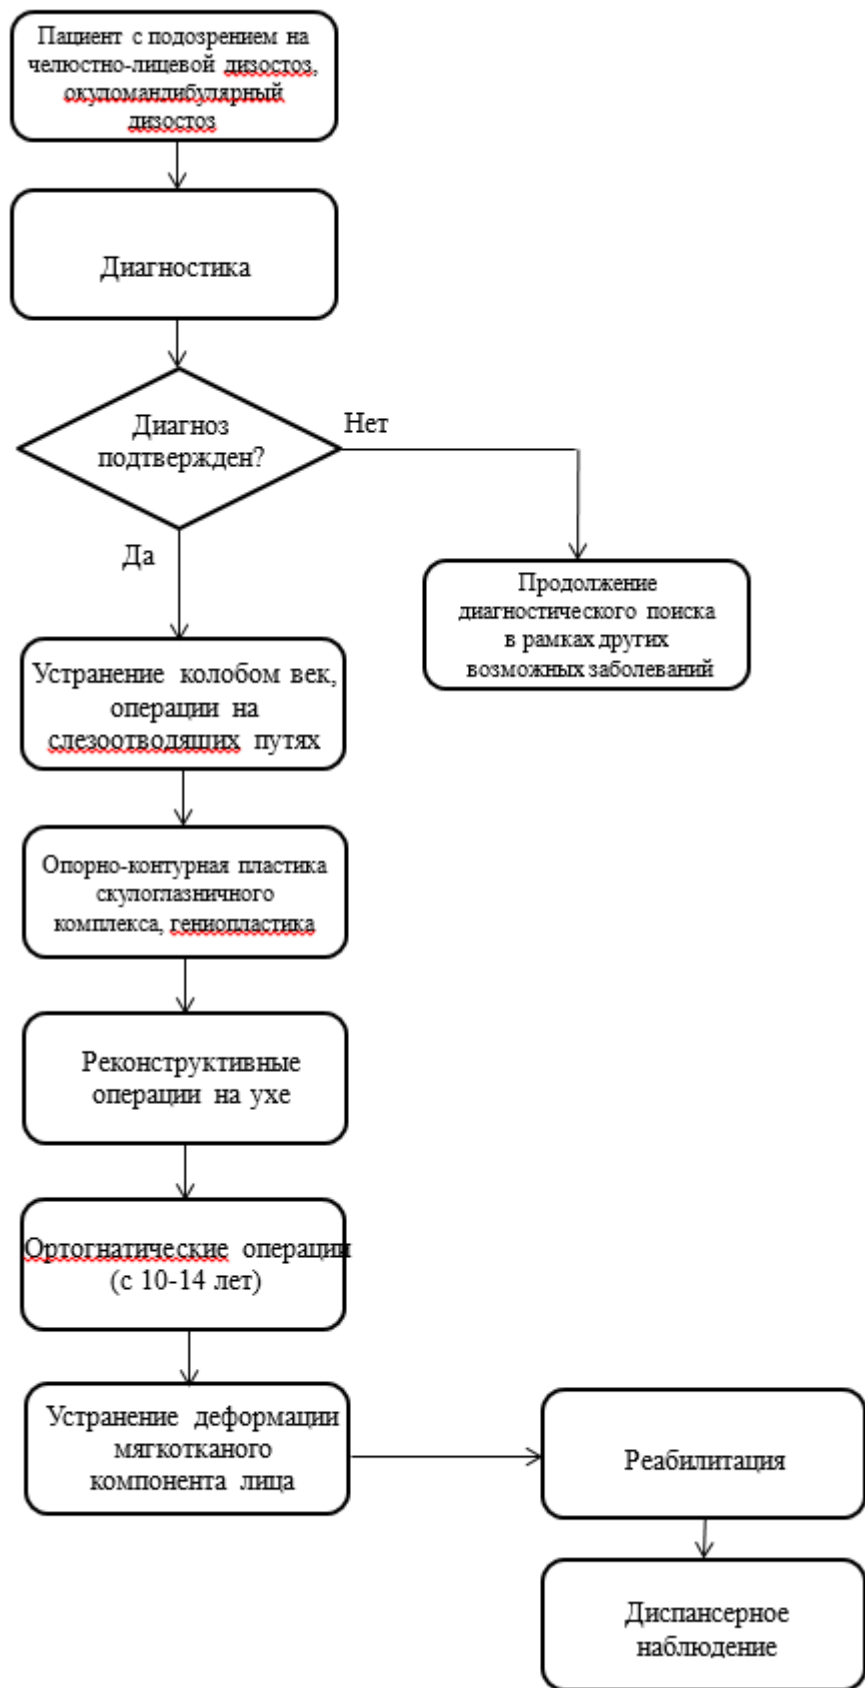 Пациент с подозрением на
челюстно-лицевой дизостоз,
окуломандибулярный
дизостоз
Диагностика
Диагноз
подтвержден?
Нет
Да
Продолжение
диагностического поиска
в рамках других
возможных заболеваний
Устранение колобом век,
операции на
слезоотводящих путях
Опорно-контурная пластика
скулоглазничного
комплекса, гениопластика
Реконструктивные
операции на ухе
Ортогнатические операции
(с 10-14 лет)
Устранение деформации
мягкотканого
компонента лица
Реабилитация
Диспансерное
наблюдение